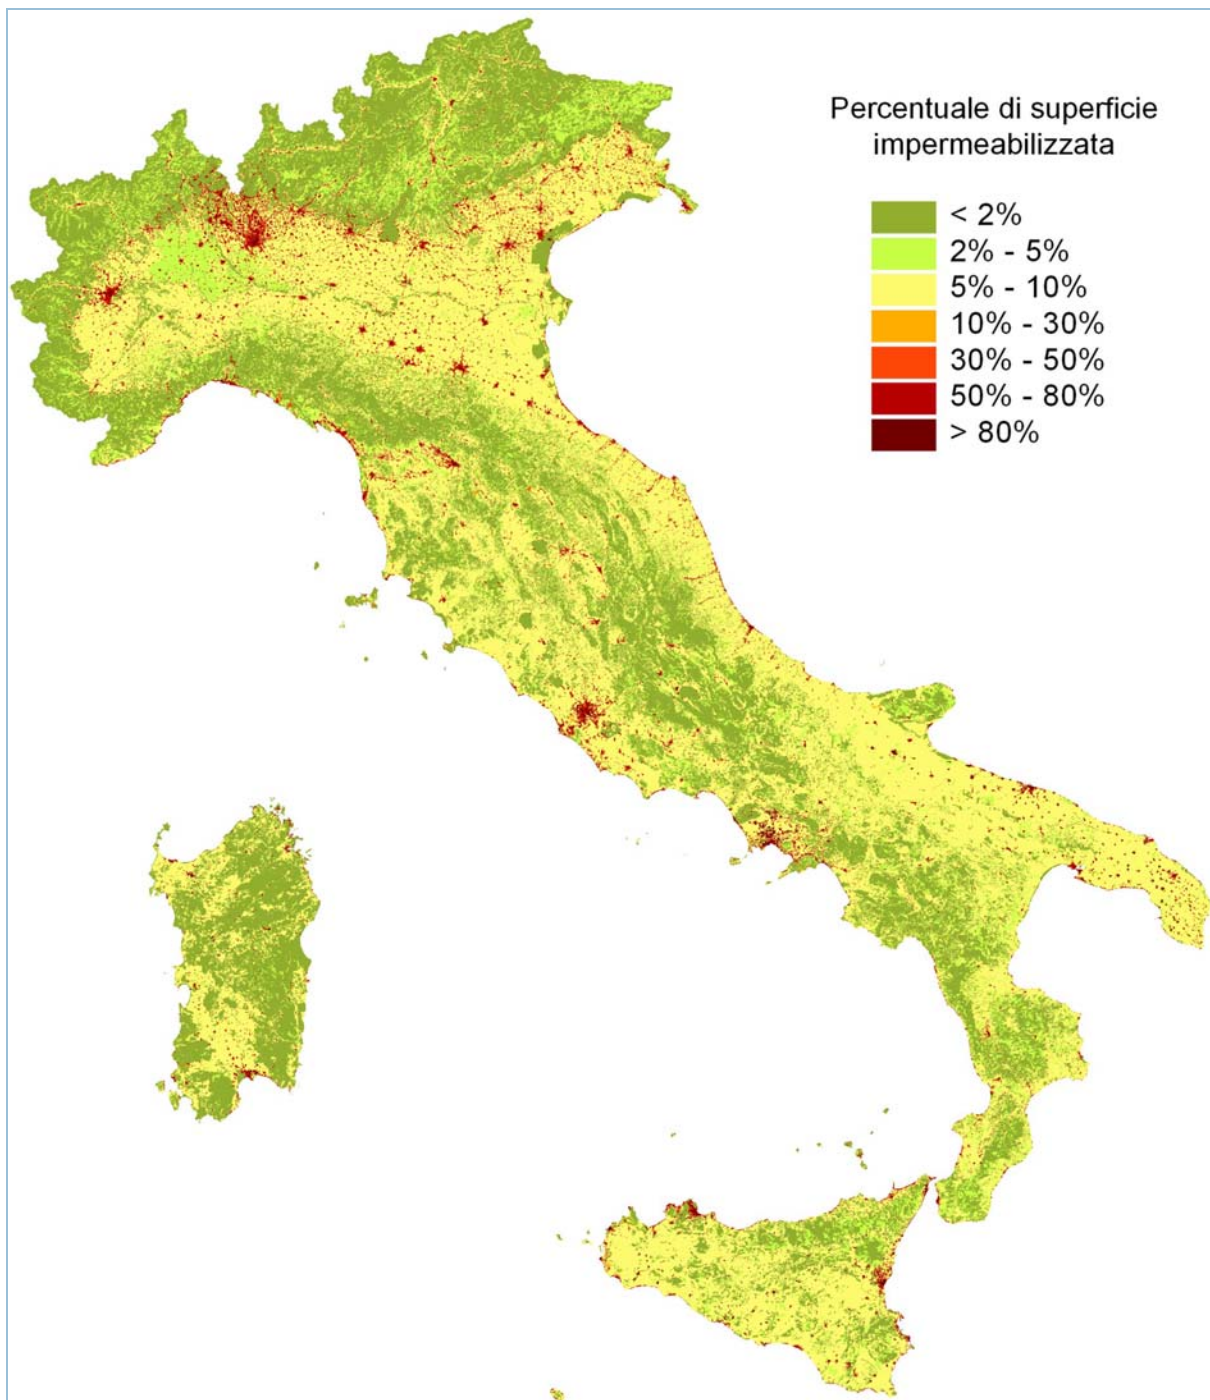 Percentuale di superficie
impermeabilizzata
< 2%
2% - 5%
5% - 10%
10% - 30%
30% - 50%
50% - 80%
> 80%